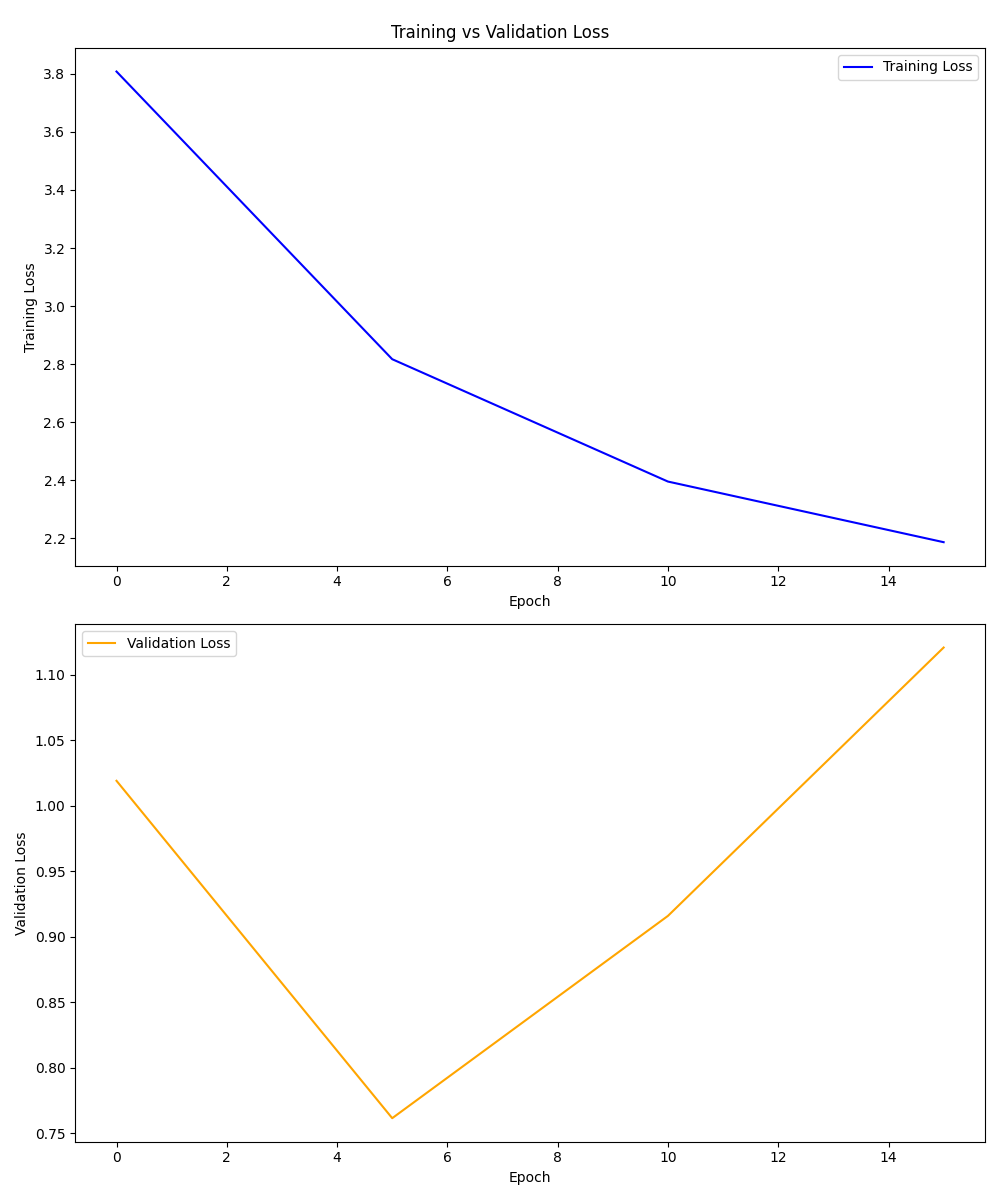 Training vs Validation Loss
Training Loss
3.8
3.6
3.4
3.2
3.0
2.8
2.6
2.4
2.2
Training Loss
0 2 4 6 8 10 12 14
Epoch
Validation Loss
1.10
1.05
1.00
0.95
0.90
0.85
0.80
0.75
Validation Loss
0 2 4 6 8 10 12 14
Epoch